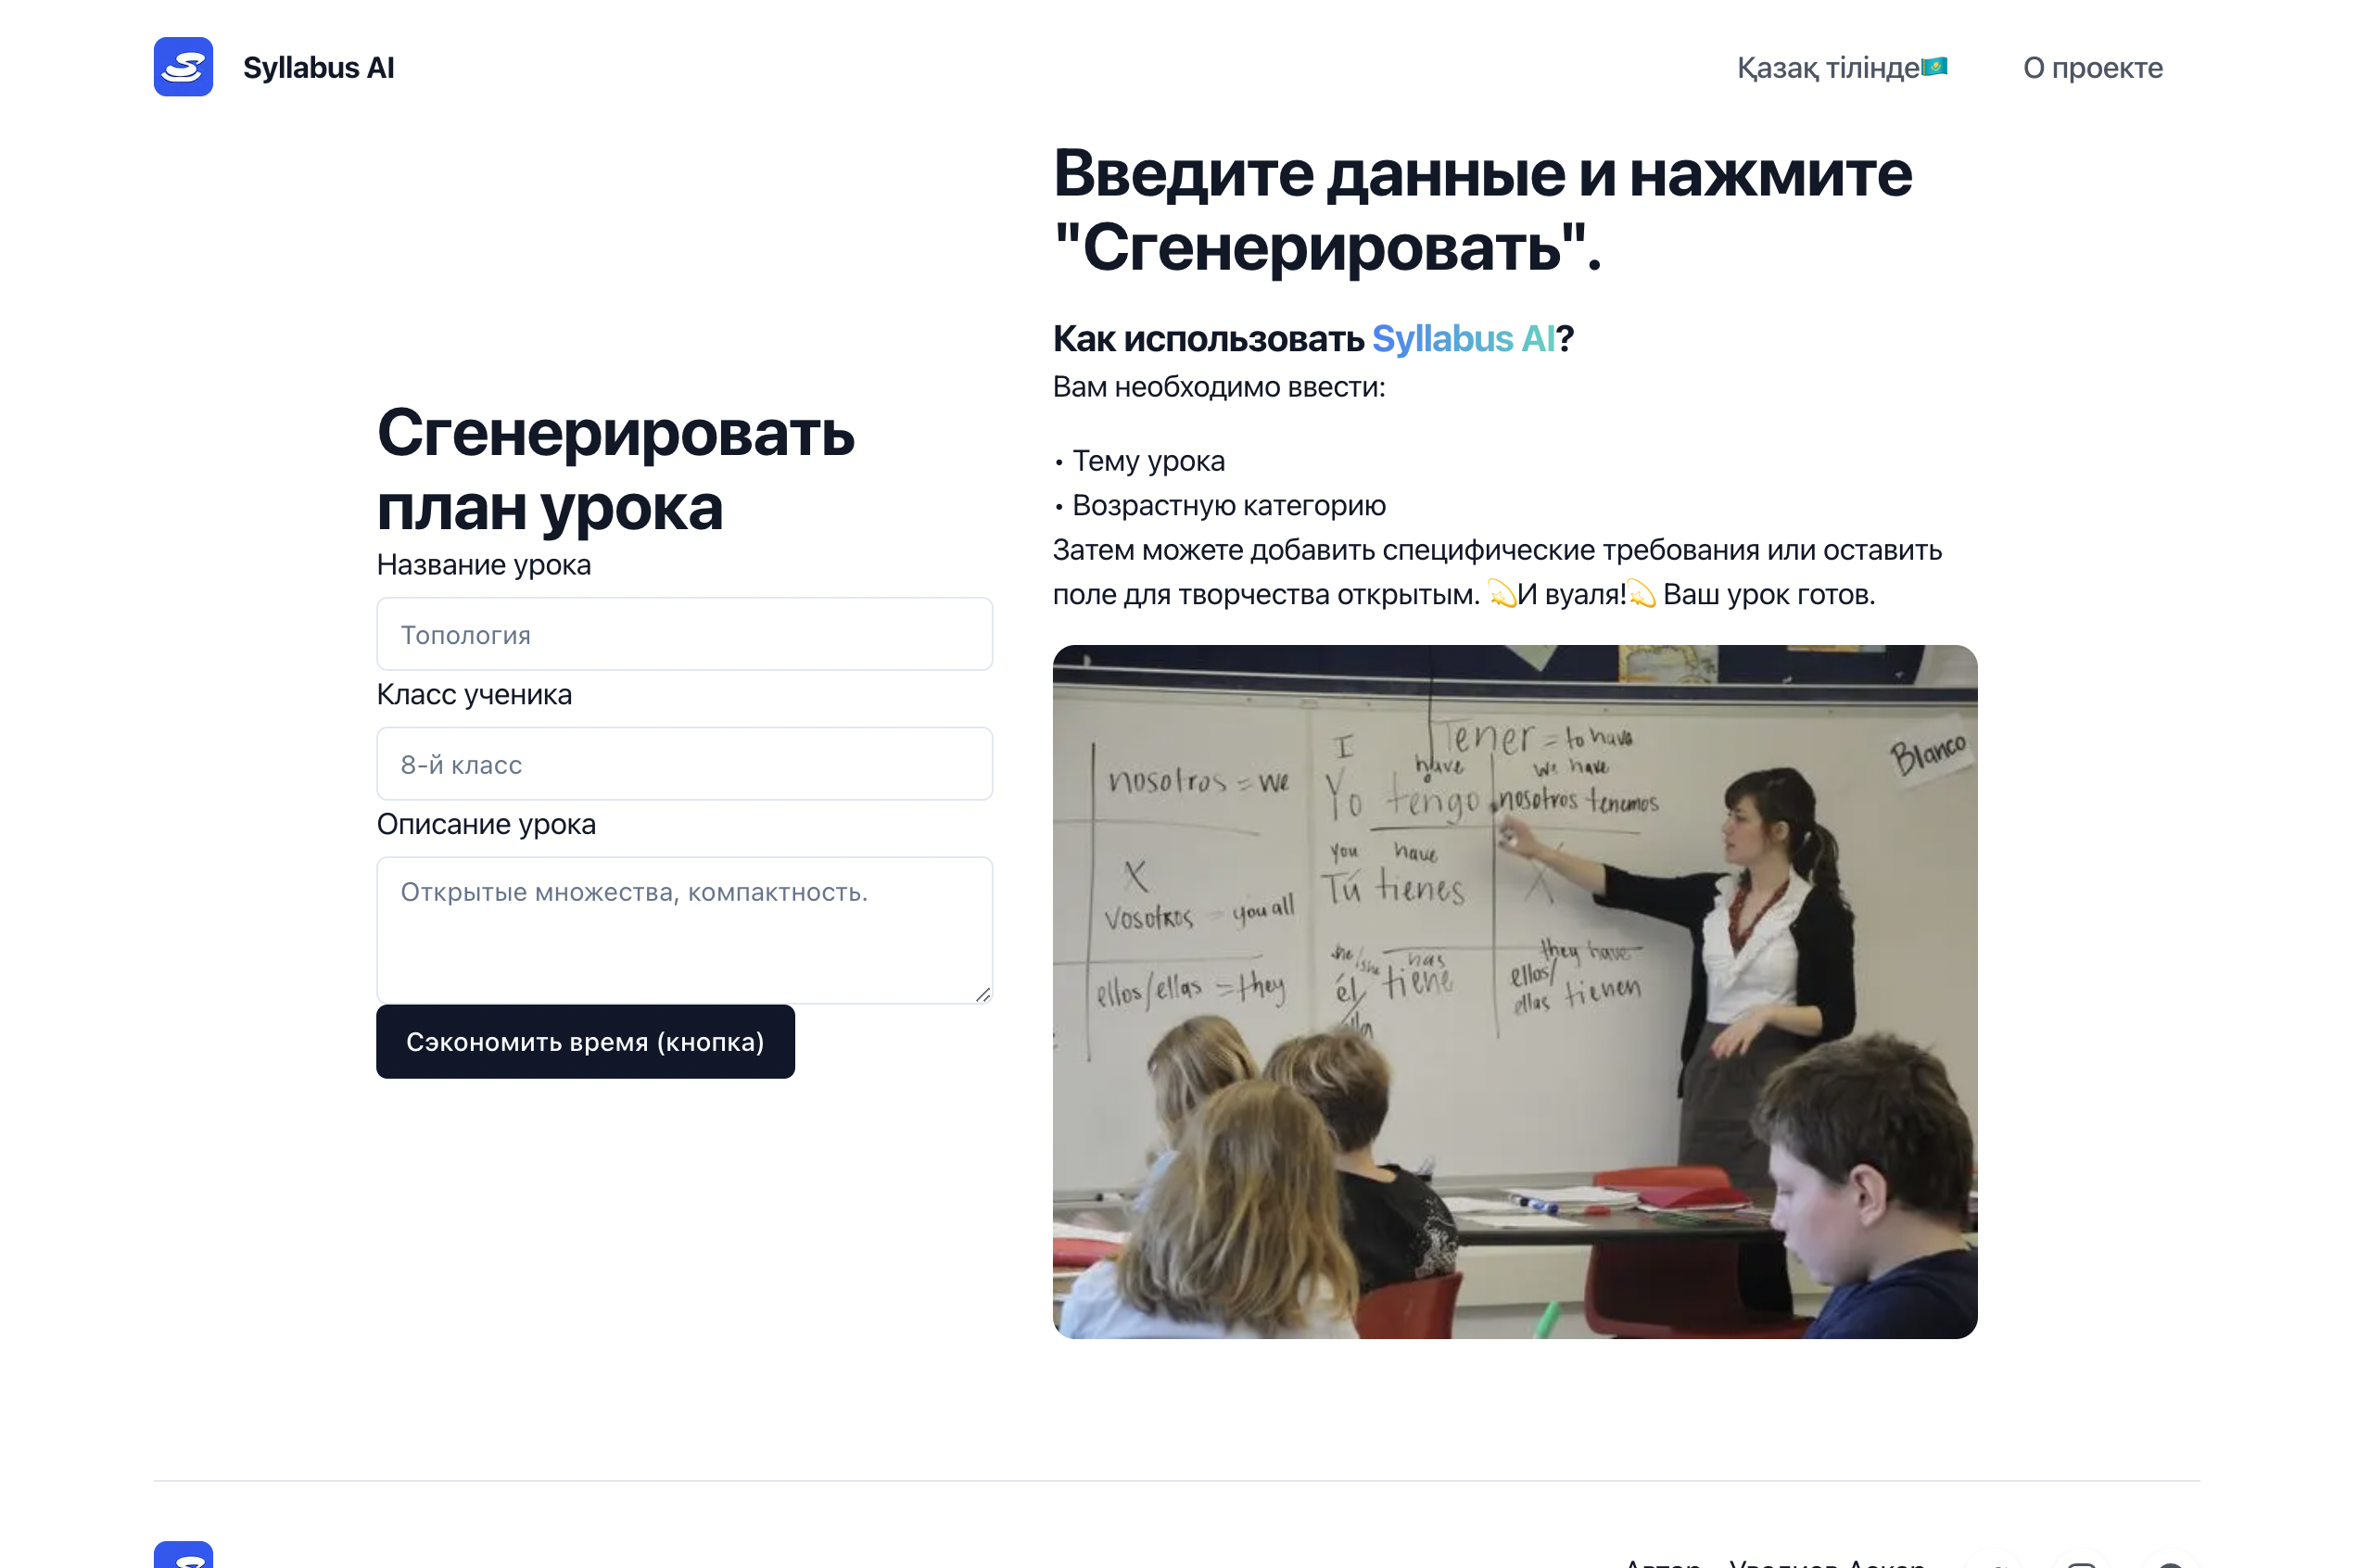 Syllabus AI
Қазақ тілінде🇰🇿
О проекте
Сгенерировать
план урока
Название урока
Топология
Класс ученика
8-й класс
Описание урока
Открытые множества, компактность.
Сэкономить время (кнопка)
Введите данные и нажмите
"Сгенерировать".
Как использовать Syllabus AI?
Вам необходимо ввести:
• Тему урока
• Возрастную категорию
Затем можете добавить специфические требования или оставить
поле для творчества открытым. 💫И вуаля!💫 Ваш урок готов.
Tener = to have
I have
we have
Yo tengo
nosotros tenemos
nosotros = we
Blanco
you have
Tú tienes
X
X
vosotros = you all
he/she has
they have
él/ella tiene
ellos/ellas tienen
ellos/ellas = they